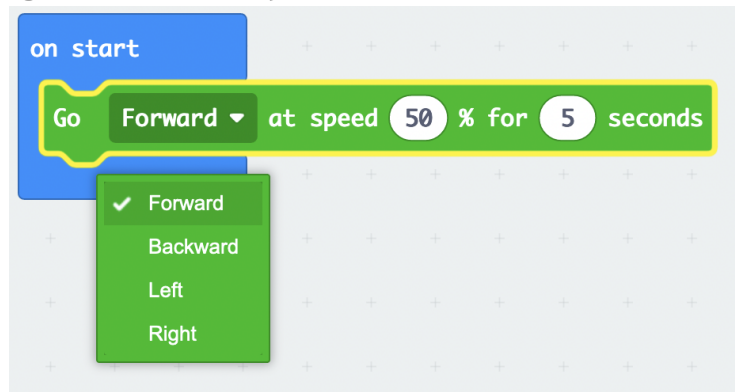 on start
Go Forward at speed 50 % for 5 seconds
Forward
Backward
Left
Right